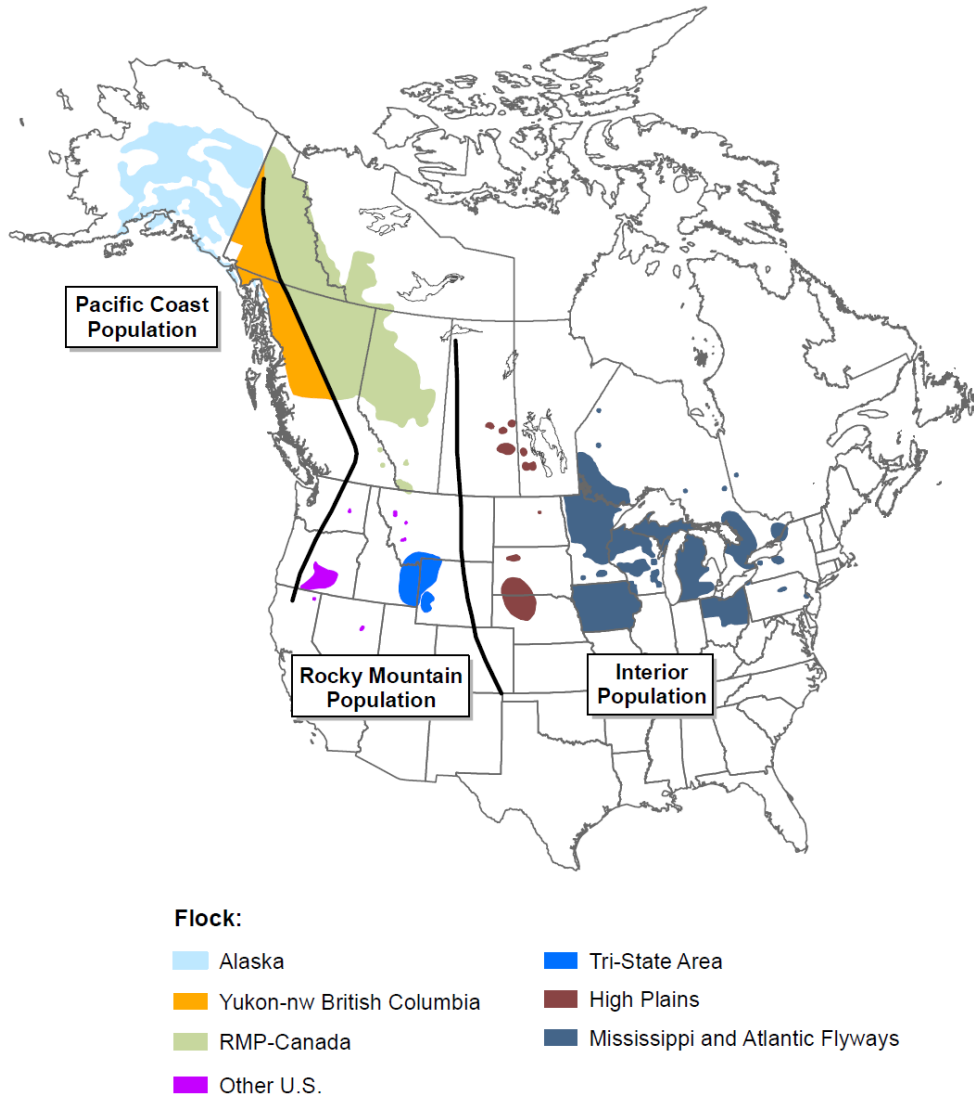 Pacific Coast
Population
Rocky Mountain
Population
Interior
Population
Flock:
Alaska
Yukon-nw British Columbia
RMP-Canada
Other U.S.
Tri-State Area
High Plains
Mississippi and Atlantic Flyways